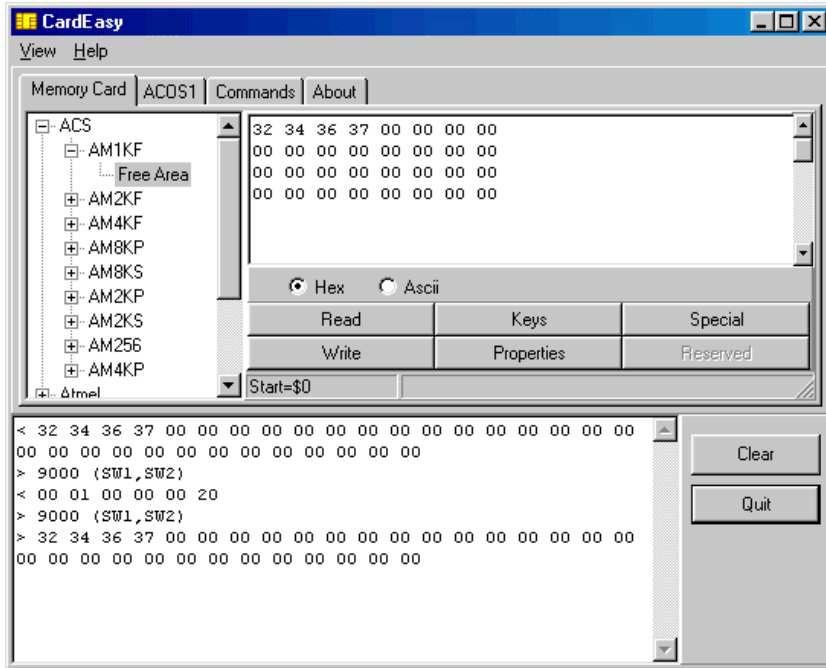 CardEasy
View Help
Memory Card ACOS1 Commands About
ACS
AM1KF
Free Area
AM2KF
AM4KF
AM8KP
AM8KS
AM2KP
AM2KS
AM256
AM4KP
Atmel
32 34 36 37 00 00 00 00
00 00 00 00 00 00 00 00
00 00 00 00 00 00 00 00
00 00 00 00 00 00 00 00
Hex Ascii
Read Keys Special
Write Properties Reserved
Start=$0
< 32 34 36 37 00 00 00 00 00 00 00 00 00 00 00 00 00 00 00
00 00 00 00 00 00 00 00 00 00 00 00 00
> 9000 (SW1,SW2)
< 00 01 00 00 00 20
> 9000 (SW1,SW2)
> 32 34 36 37 00 00 00 00 00 00 00 00 00 00 00 00 00 00 00
00 00 00 00 00 00 00 00 00 00 00 00 00
Clear
Quit